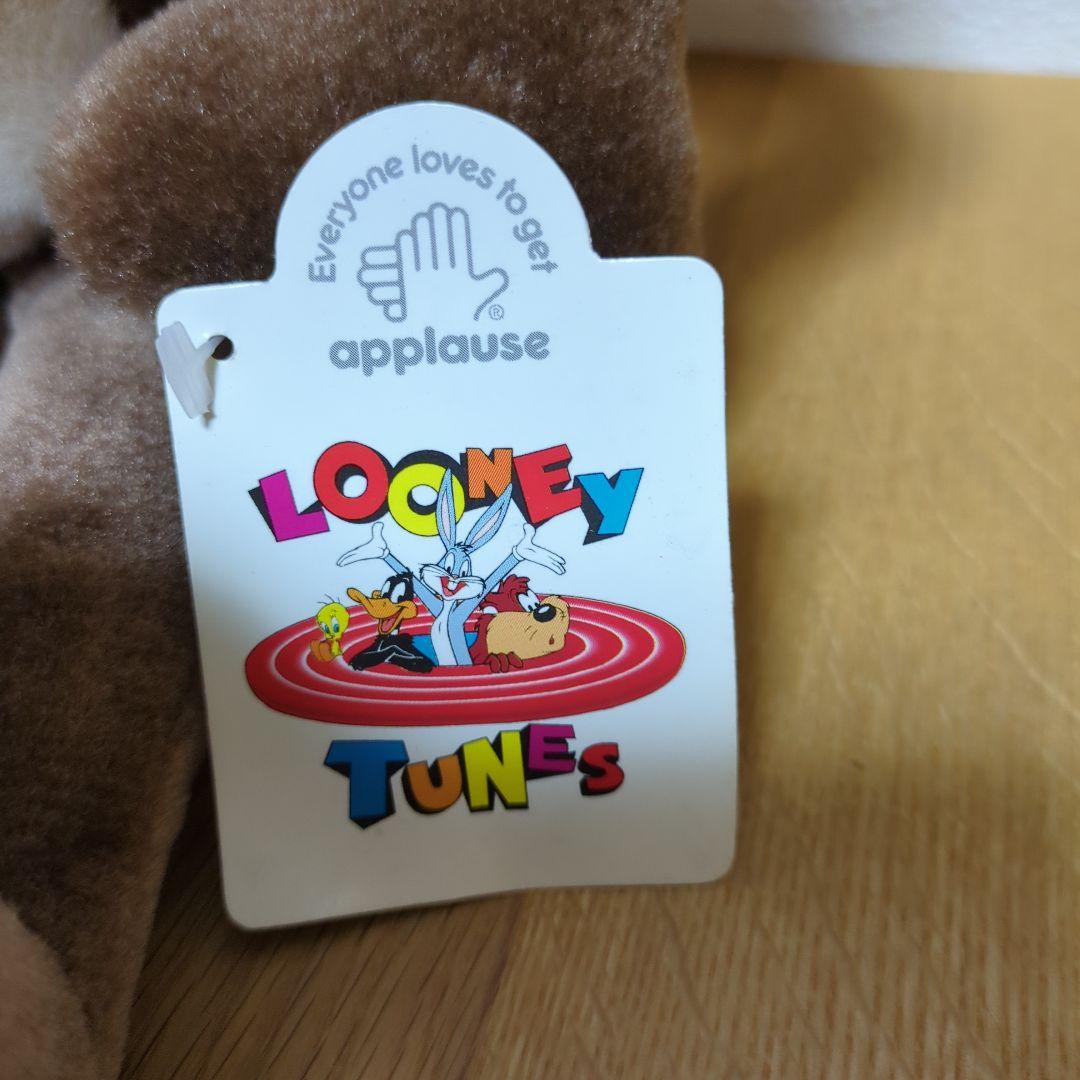 Everyone loves to get
®
applause
LOONEY
TUNES